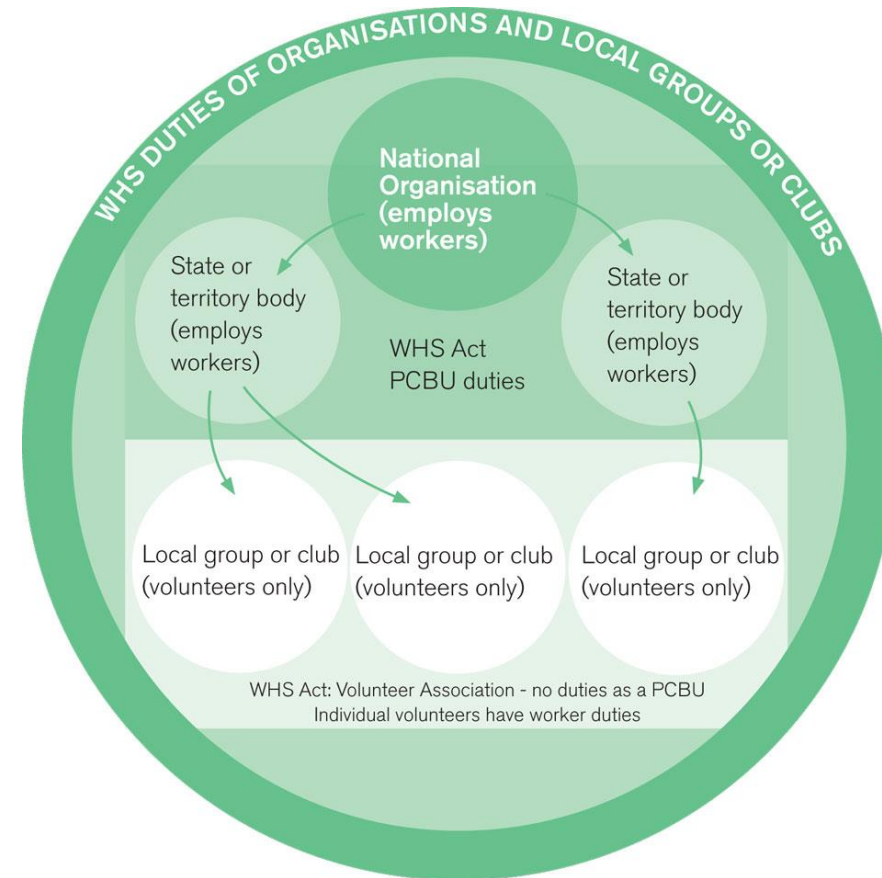 WHS DUTIES OF ORGANISATIONS AND LOCAL GROUPS OR CLUBS
National
Organisation
(employs
workers)
State or
territory body
(employs
workers)
State or
territory body
(employs
workers)
WHS Act
PCBU duties
Local group or club
(volunteers only)
Local group or club
(volunteers only)
Local group or club
(volunteers only)
WHS Act: Volunteer Association - no duties as a PCBU
Individual volunteers have worker duties